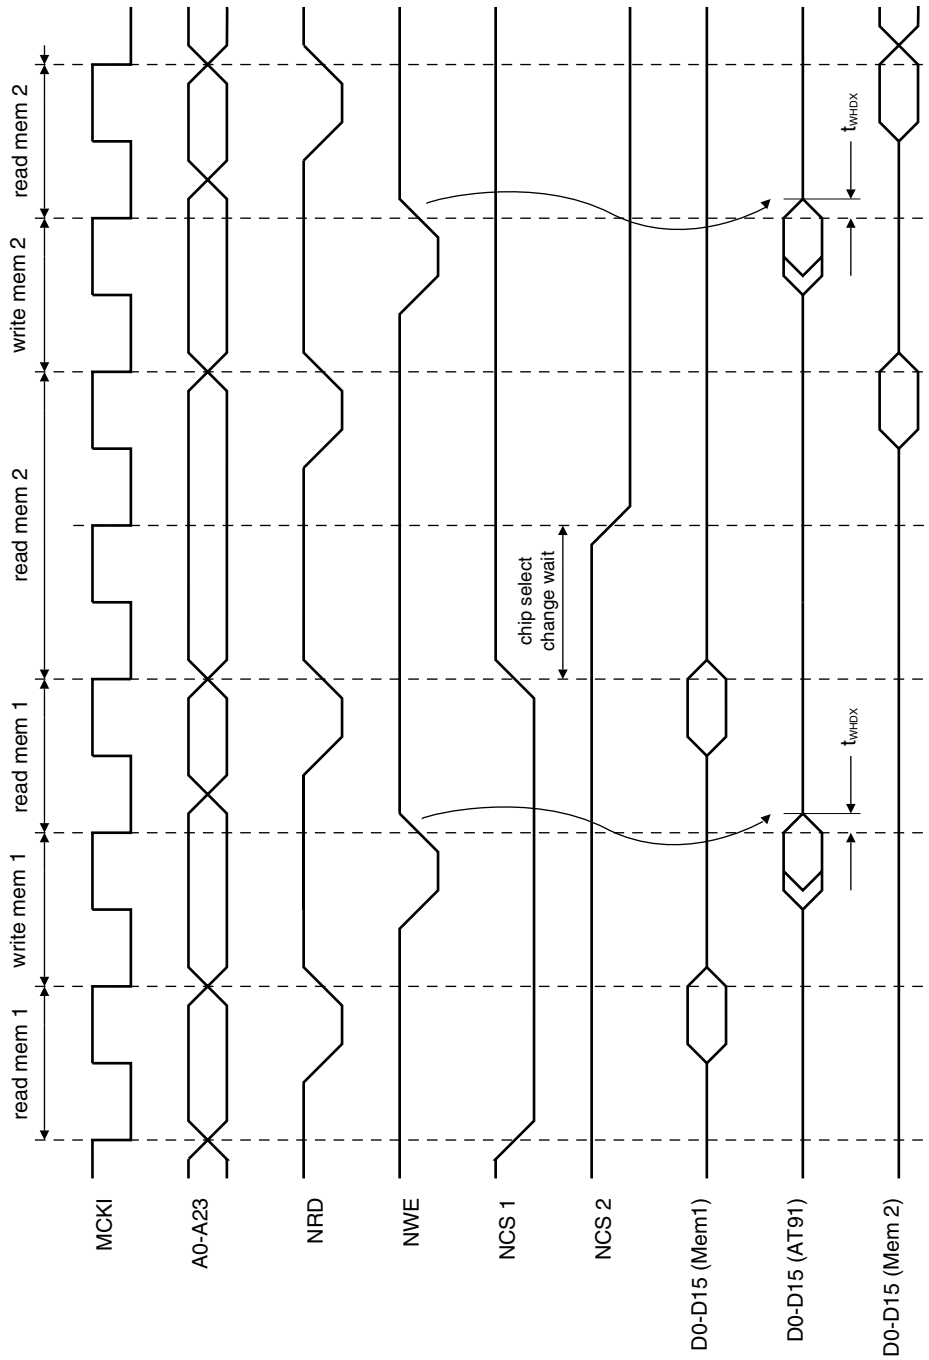 read mem 1
write mem 1
read mem 1
read mem 2
write mem 2
read mem 2
MCKI
A0-A23
NRD
NWE
NCS 1
chip select
change wait
NCS 2
D0-D15 (Mem1)
D0-D15 (AT91)
tWHDX
tWHDX
D0-D15 (Mem 2)